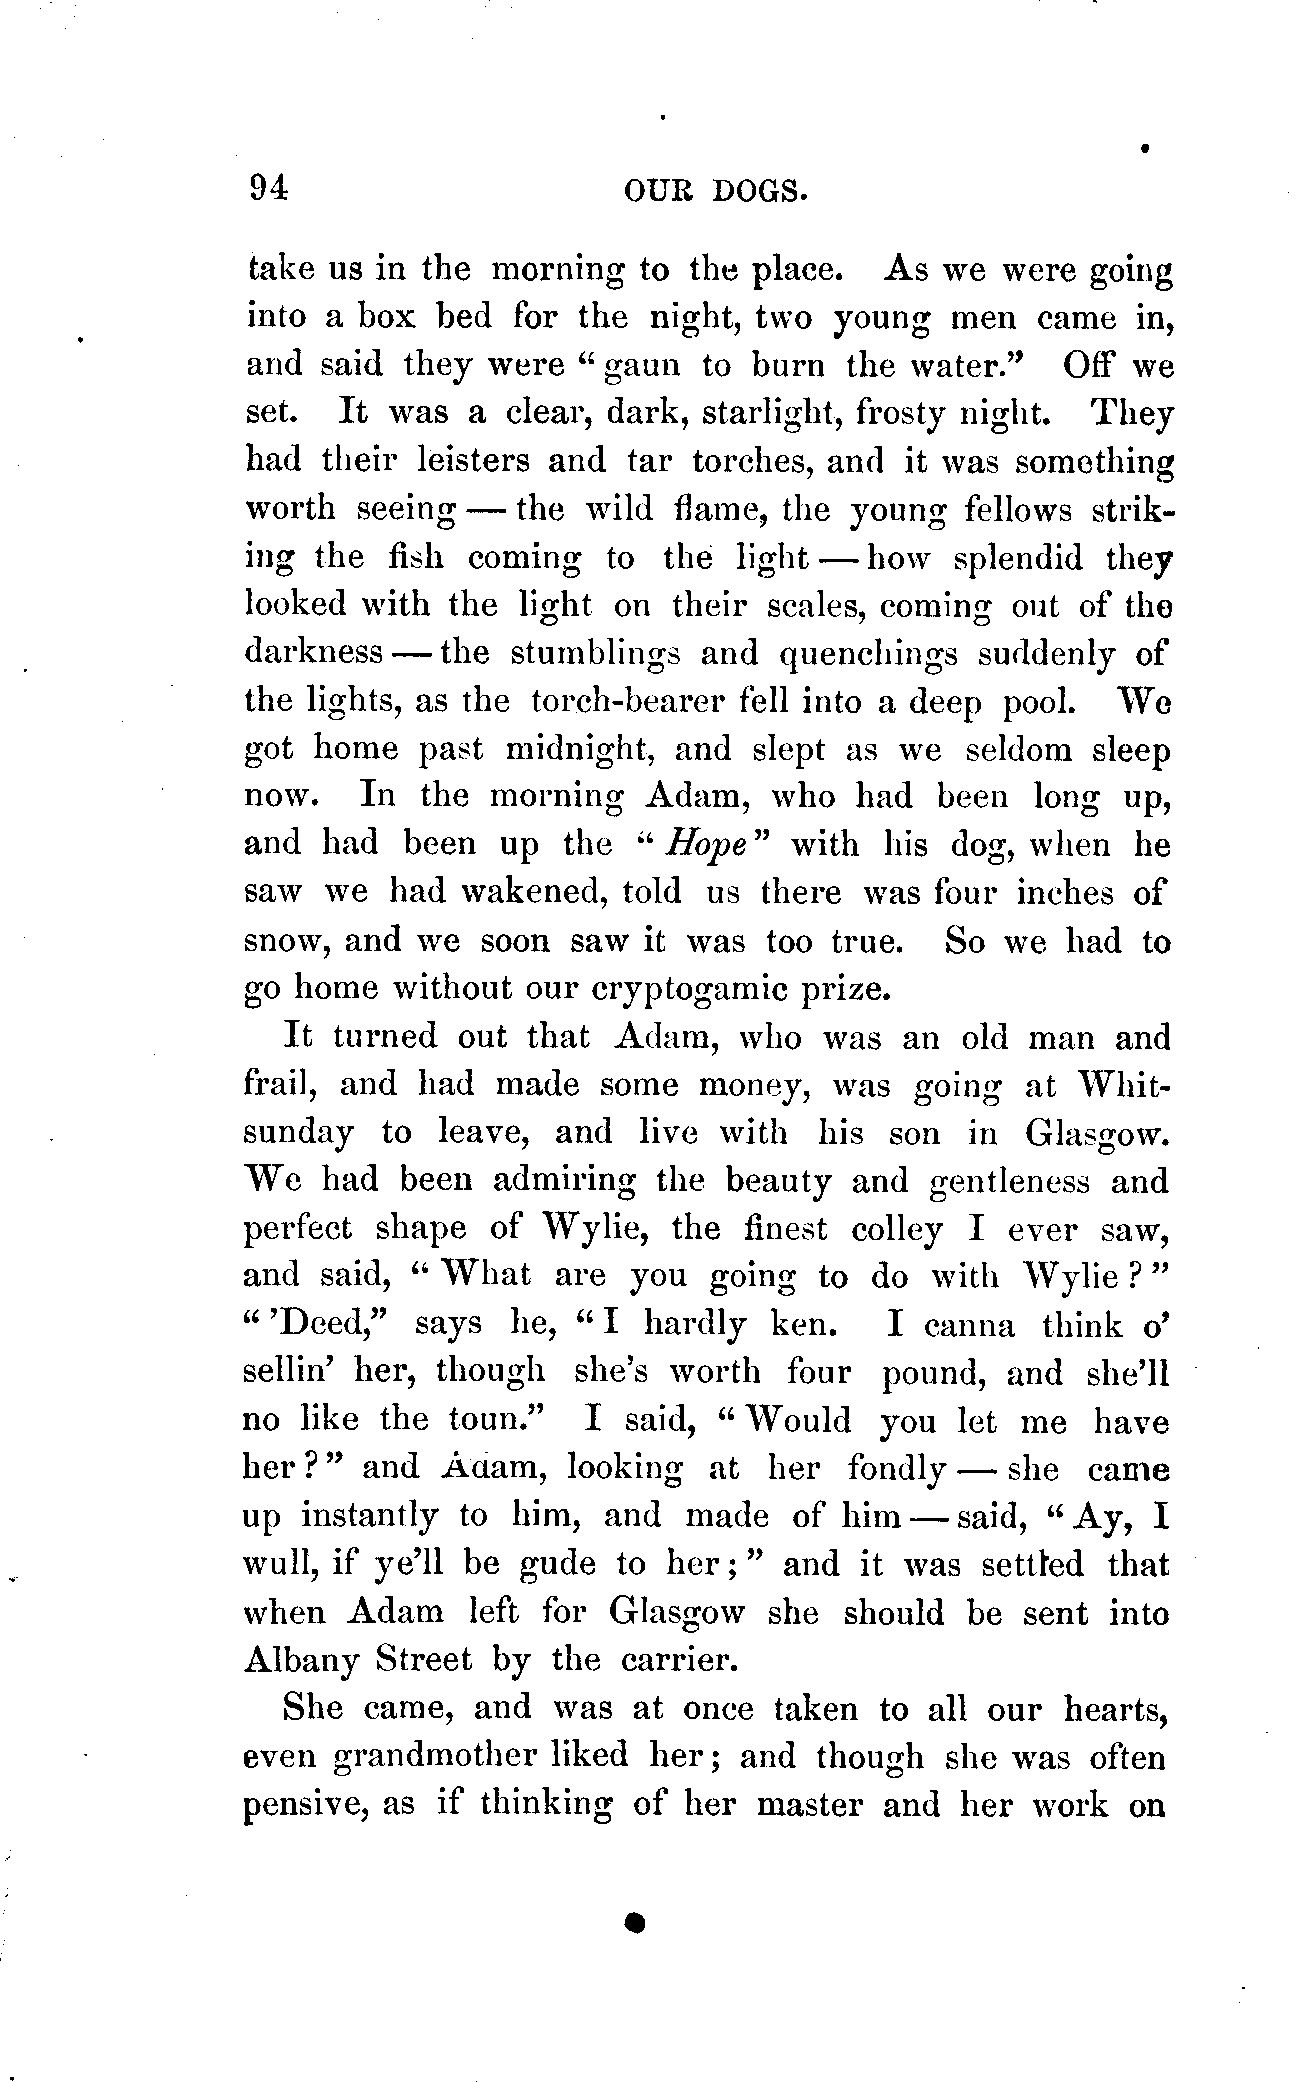 94 OUR DOGS.
take us in the morning to the place. As we were going
into a box bed for the night, two young men came in,
and said they were “gaun to burn the water.” Off we
set. It was a clear, dark, starlight, frosty night. They
had their leisters and tar torches, and it was something
worth seeing — the wild flame, the young fellows strik-
ing the fish coming to the light — how splendid they
looked with the light on their scales, coming out of the
darkness — the stumblings and quenchings suddenly of
the lights, as the torch-bearer fell into a deep pool. We
got home past midnight, and slept as we seldom sleep
now. In the morning Adam, who had been long up,
and had been up the “Hope” with his dog, when he
saw we had wakened, told us there was four inches of
snow, and we soon saw it was too true. So we had to
go home without our cryptogamic prize.
It turned out that Adam, who was an old man and
frail, and had made some money, was going at Whit-
sunday to leave, and live with his son in Glasgow.
We had been admiring the beauty and gentleness and
perfect shape of Wylie, the finest colley I ever saw,
and said, “What are you going to do with Wylie?”
“’Deed,” says he, “I hardly ken. I canna think o’
sellin’ her, though she’s worth four pound, and she’ll
no like the toun.” I said, “Would you let me have
her?” and Adam, looking at her fondly — she came
up instantly to him, and made of him — said, “Ay, I
wull, if ye’ll be gude to her;” and it was settled that
when Adam left for Glasgow she should be sent into
Albany Street by the carrier.
She came, and was at once taken to all our hearts,
even grandmother liked her; and though she was often
pensive, as if thinking of her master and her work on